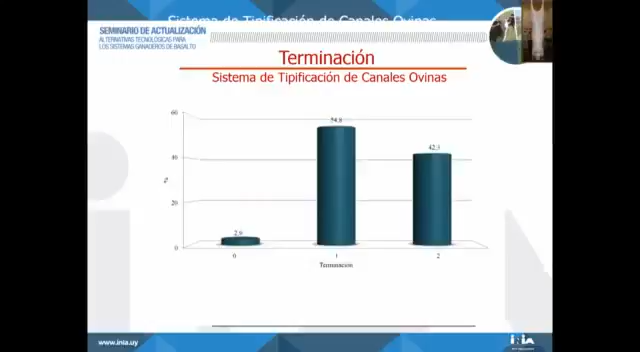 Sistema de Tipificación de Canales Ovinas
SEMINARIO DE ACTUALIZACIÓN
ALTERNATIVAS TECNOLÓGICAS PARA
LOS SISTEMAS GANADEROS DE BASALTO
Terminación
Sistema de Tipificación de Canales Ovinas
60
54,8
42,3
40
%
20
2,9
0
0 1 2
Terminación
www.inia.uy
inia